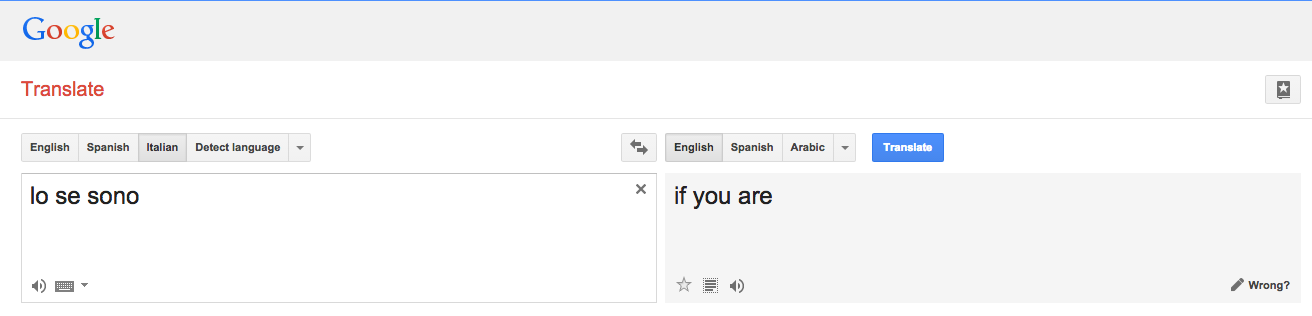 Google
Translate
English Spanish Italian Detect language English Spanish Arabic Translate
lo se sono
if you are
Wrong?